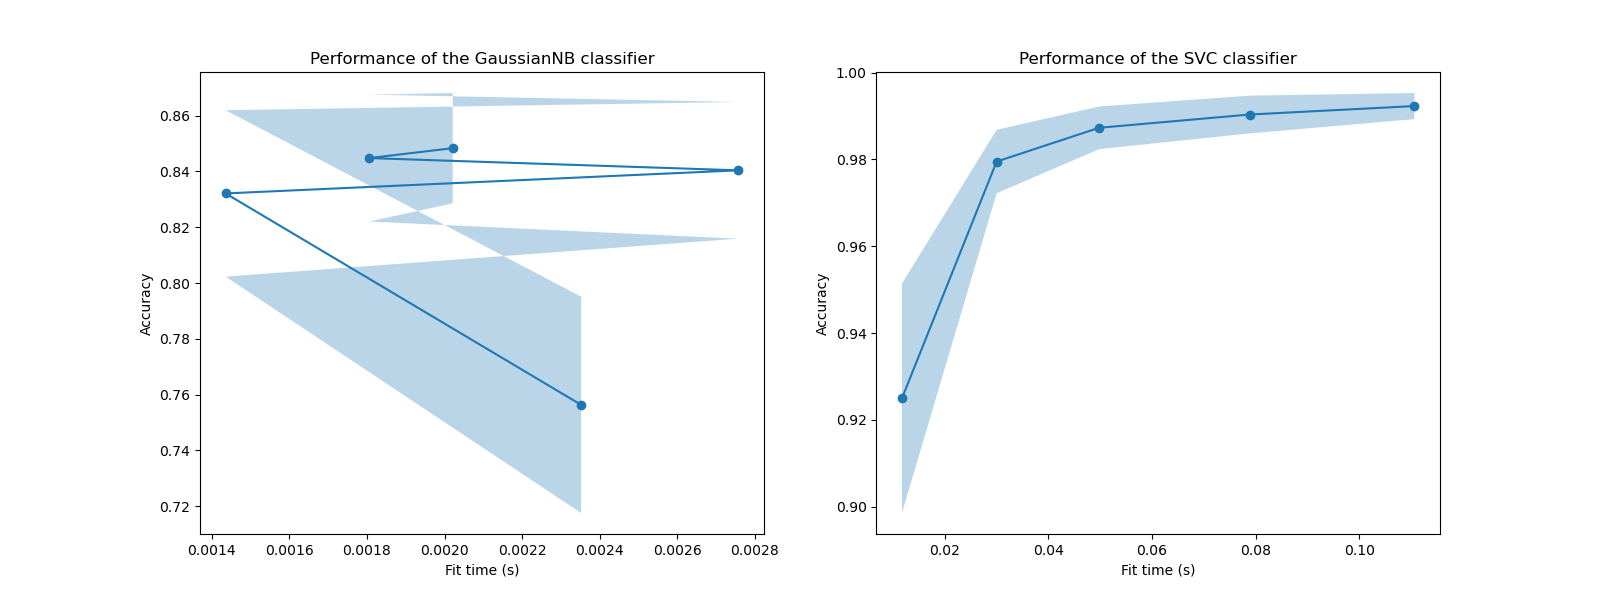 Performance of the GaussianNB classifier
Accuracy
0.86
0.84
0.82
0.80
0.78
0.76
0.74
0.72
0.0014 0.0016 0.0018 0.0020 0.0022 0.0024 0.0026 0.0028
Fit time (s)
Performance of the SVC classifier
Accuracy
1.00
0.98
0.96
0.94
0.92
0.90
0.02 0.04 0.06 0.08 0.10
Fit time (s)